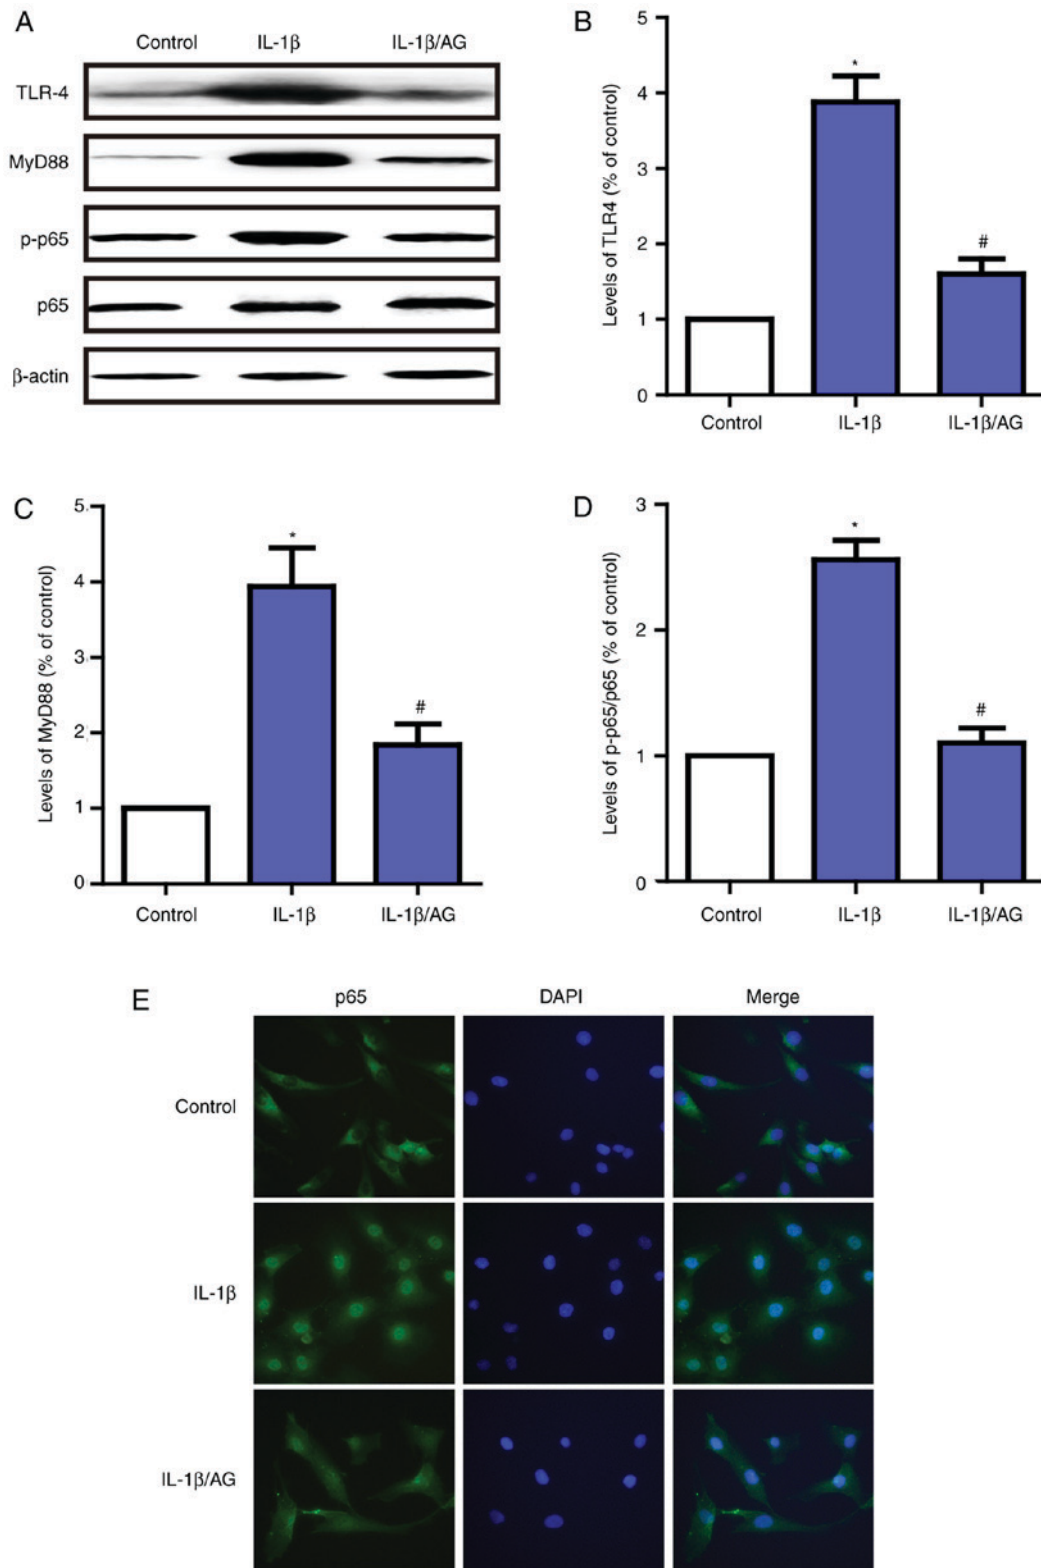 A
Control IL-1β IL-1β/AG
TLR-4
MyD88
p-p65
p65
β-actin
B
Levels of TLR4 (% of control)
5
4
3
2
1
0
*
#
Control IL-1β IL-1β/AG
C
Levels of MyD88 (% of control)
5
4
3
2
1
0
*
#
Control IL-1β IL-1β/AG
D
Levels of p-p65/p65 (% of control)
3
2
1
0
*
#
Control IL-1β IL-1β/AG
E
p65 DAPI Merge
Control
IL-1β
IL-1β/AG